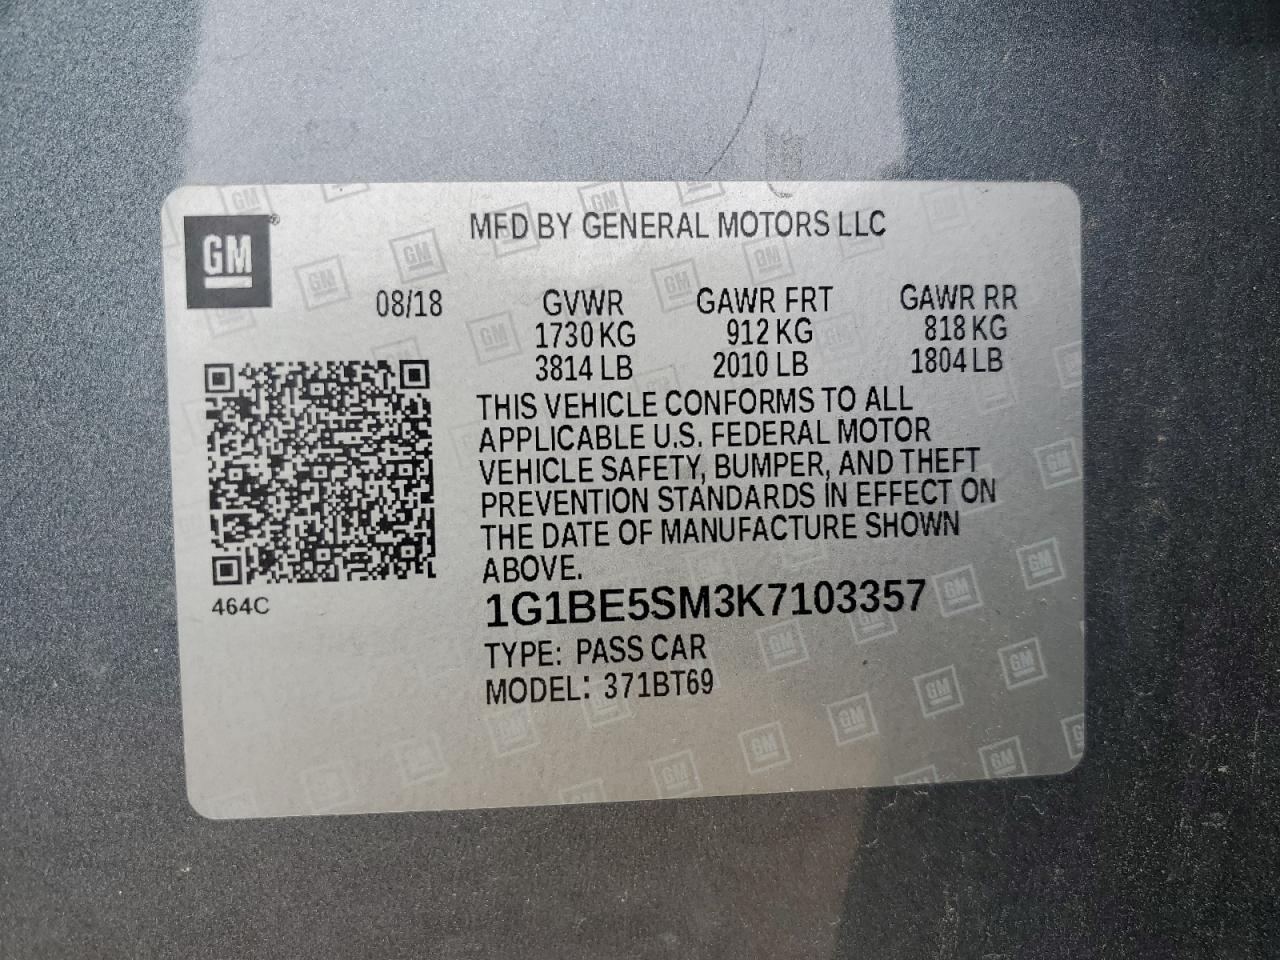 GM
MFD BY GENERAL MOTORS LLC
08/18 GVWR GAWR FRT GAWR RR
1730 KG 912 KG 818 KG
3814 LB 2010 LB 1804 LB
THIS VEHICLE CONFORMS TO ALL
APPLICABLE U.S. FEDERAL MOTOR
VEHICLE SAFETY, BUMPER, AND THEFT
PREVENTION STANDARDS IN EFFECT ON
THE DATE OF MANUFACTURE SHOWN
ABOVE.
464C
1G1BE5SM3K7103357
TYPE: PASS CAR
MODEL: 371BT69